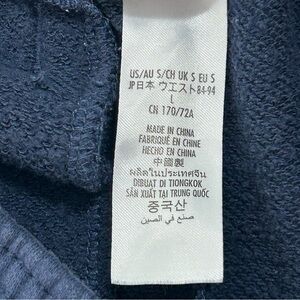 US/AU S/CH UK S EU S
JP日本 ウエスト84-94
L
CN 170/72A
MADE IN CHINA
FABRIQUÉ EN CHINE
HECHO EN CHINA
中國製
ผลิตในประเทศจีน
DIBUAT DI TIONGKOK
SẢN XUẤT TẠI TRUNG QUỐC
중국산
صنع في الصين